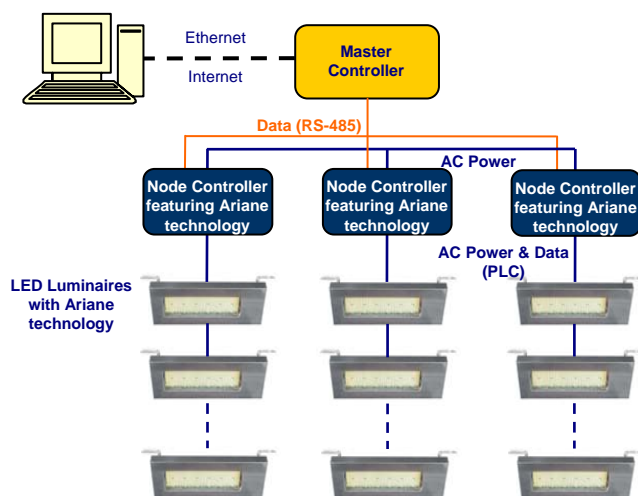 Ethernet
Internet
Master
Controller
Data (RS-485)
AC Power
Node Controller
featuring Ariane
technology
Node Controller
featuring Ariane
technology
Node Controller
featuring Ariane
technology
AC Power & Data
(PLC)
LED Luminaires
with Ariane
technology